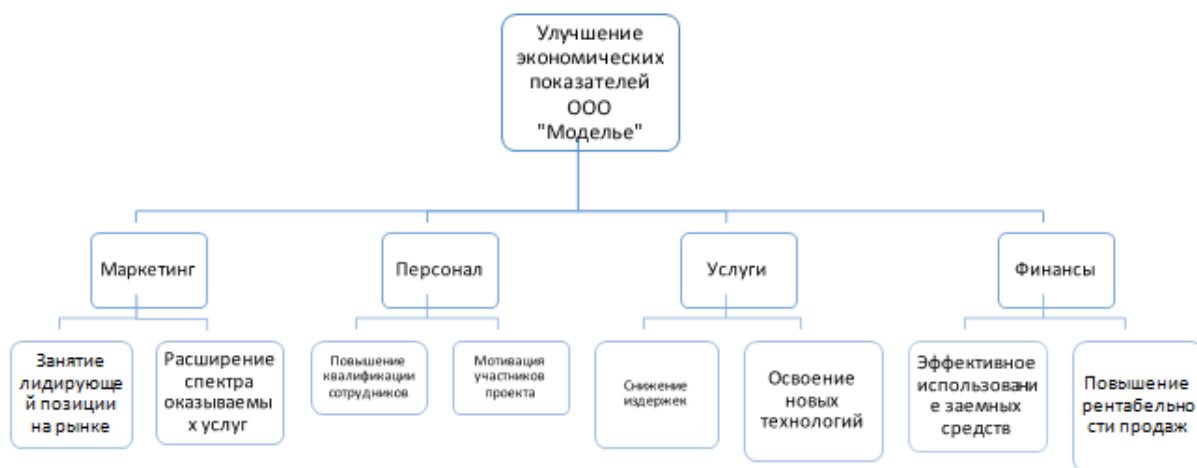 Улучшение
экономических
показателей
ООО
"Моделье"
Маркетинг
Персонал
Услуги
Финансы
Занятие
лидирующе
й позиции
на рынке
Расширение
спектра
оказываемы
х услуг
Повышение
квалификации
сотрудников
Мотивация
участников
проекта
Снижение
издержек
Освоение
новых
технологий
Эффективное
использовани
е заемных
средств
Повышение
рентабельно
сти продаж